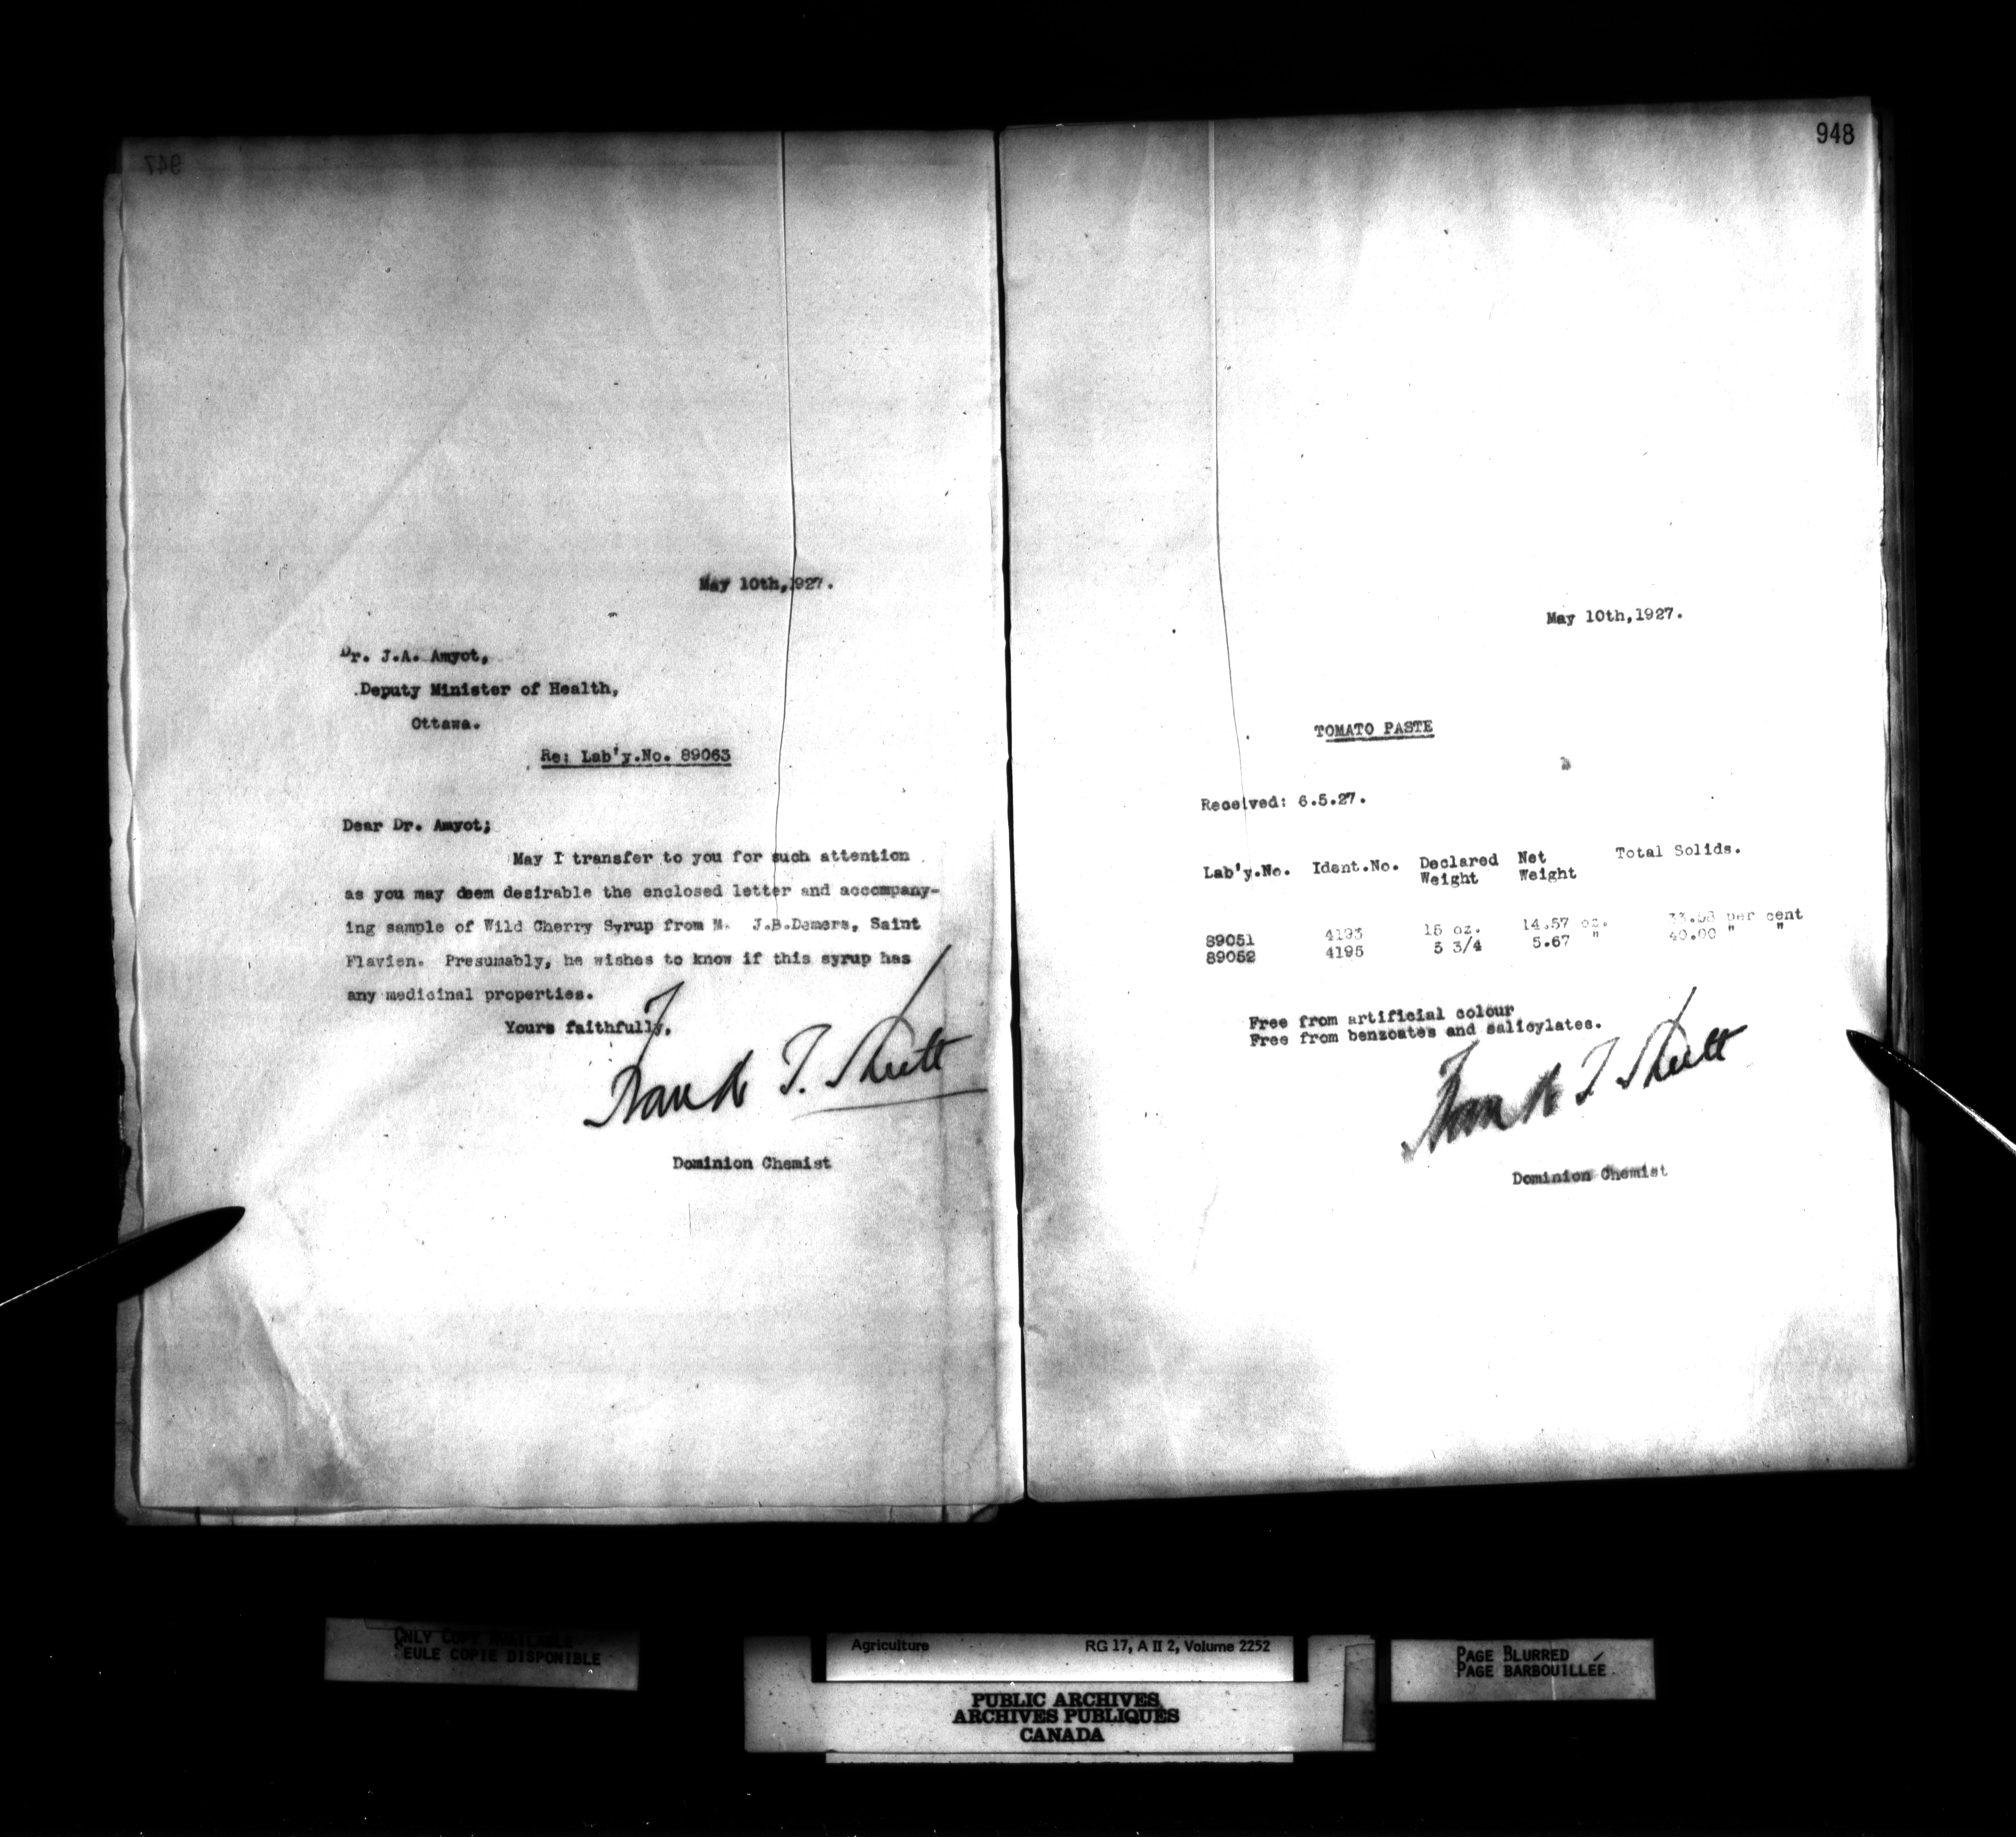 947
May 10th,1927.
Dr. J.A. Amyot,
Deputy Minister of Health,
Ottawa.
Re: Lab'y.No. 89063
Dear Dr. Amyot;
May I transfer to you for such attention
as you may deem desirable the enclosed letter and accompany-
ing sample of Wild Cherry Syrup from M. J.B.Demers, Saint
Flavien. Presumably, he wishes to know if this syrup has
any medicinal properties.
Yours faithfully,
Frank T. Shutt
Dominion Chemist
948
May 10th,1927.
TOMATO PASTE
Received: 6.5.27.
Lab'y.No. Ident.No. Declared Weight Net Weight Total Solids.
89051 4193 15 oz. 14.57 oz. per cent
89052 4195 5 3/4 5.67 " 40.00 " "
Free from artificial colour
Free from benzoates and salicylates.
Frank T Shutt
Dominion Chemist
ONLY COPY AVAILABLE
SEULE COPIE DISPONIBLE
Agriculture RG 17, A II 2, Volume 2252
PUBLIC ARCHIVES
ARCHIVES PUBLIQUES
CANADA
PAGE BLURRED
PAGE BARBOUILLEE